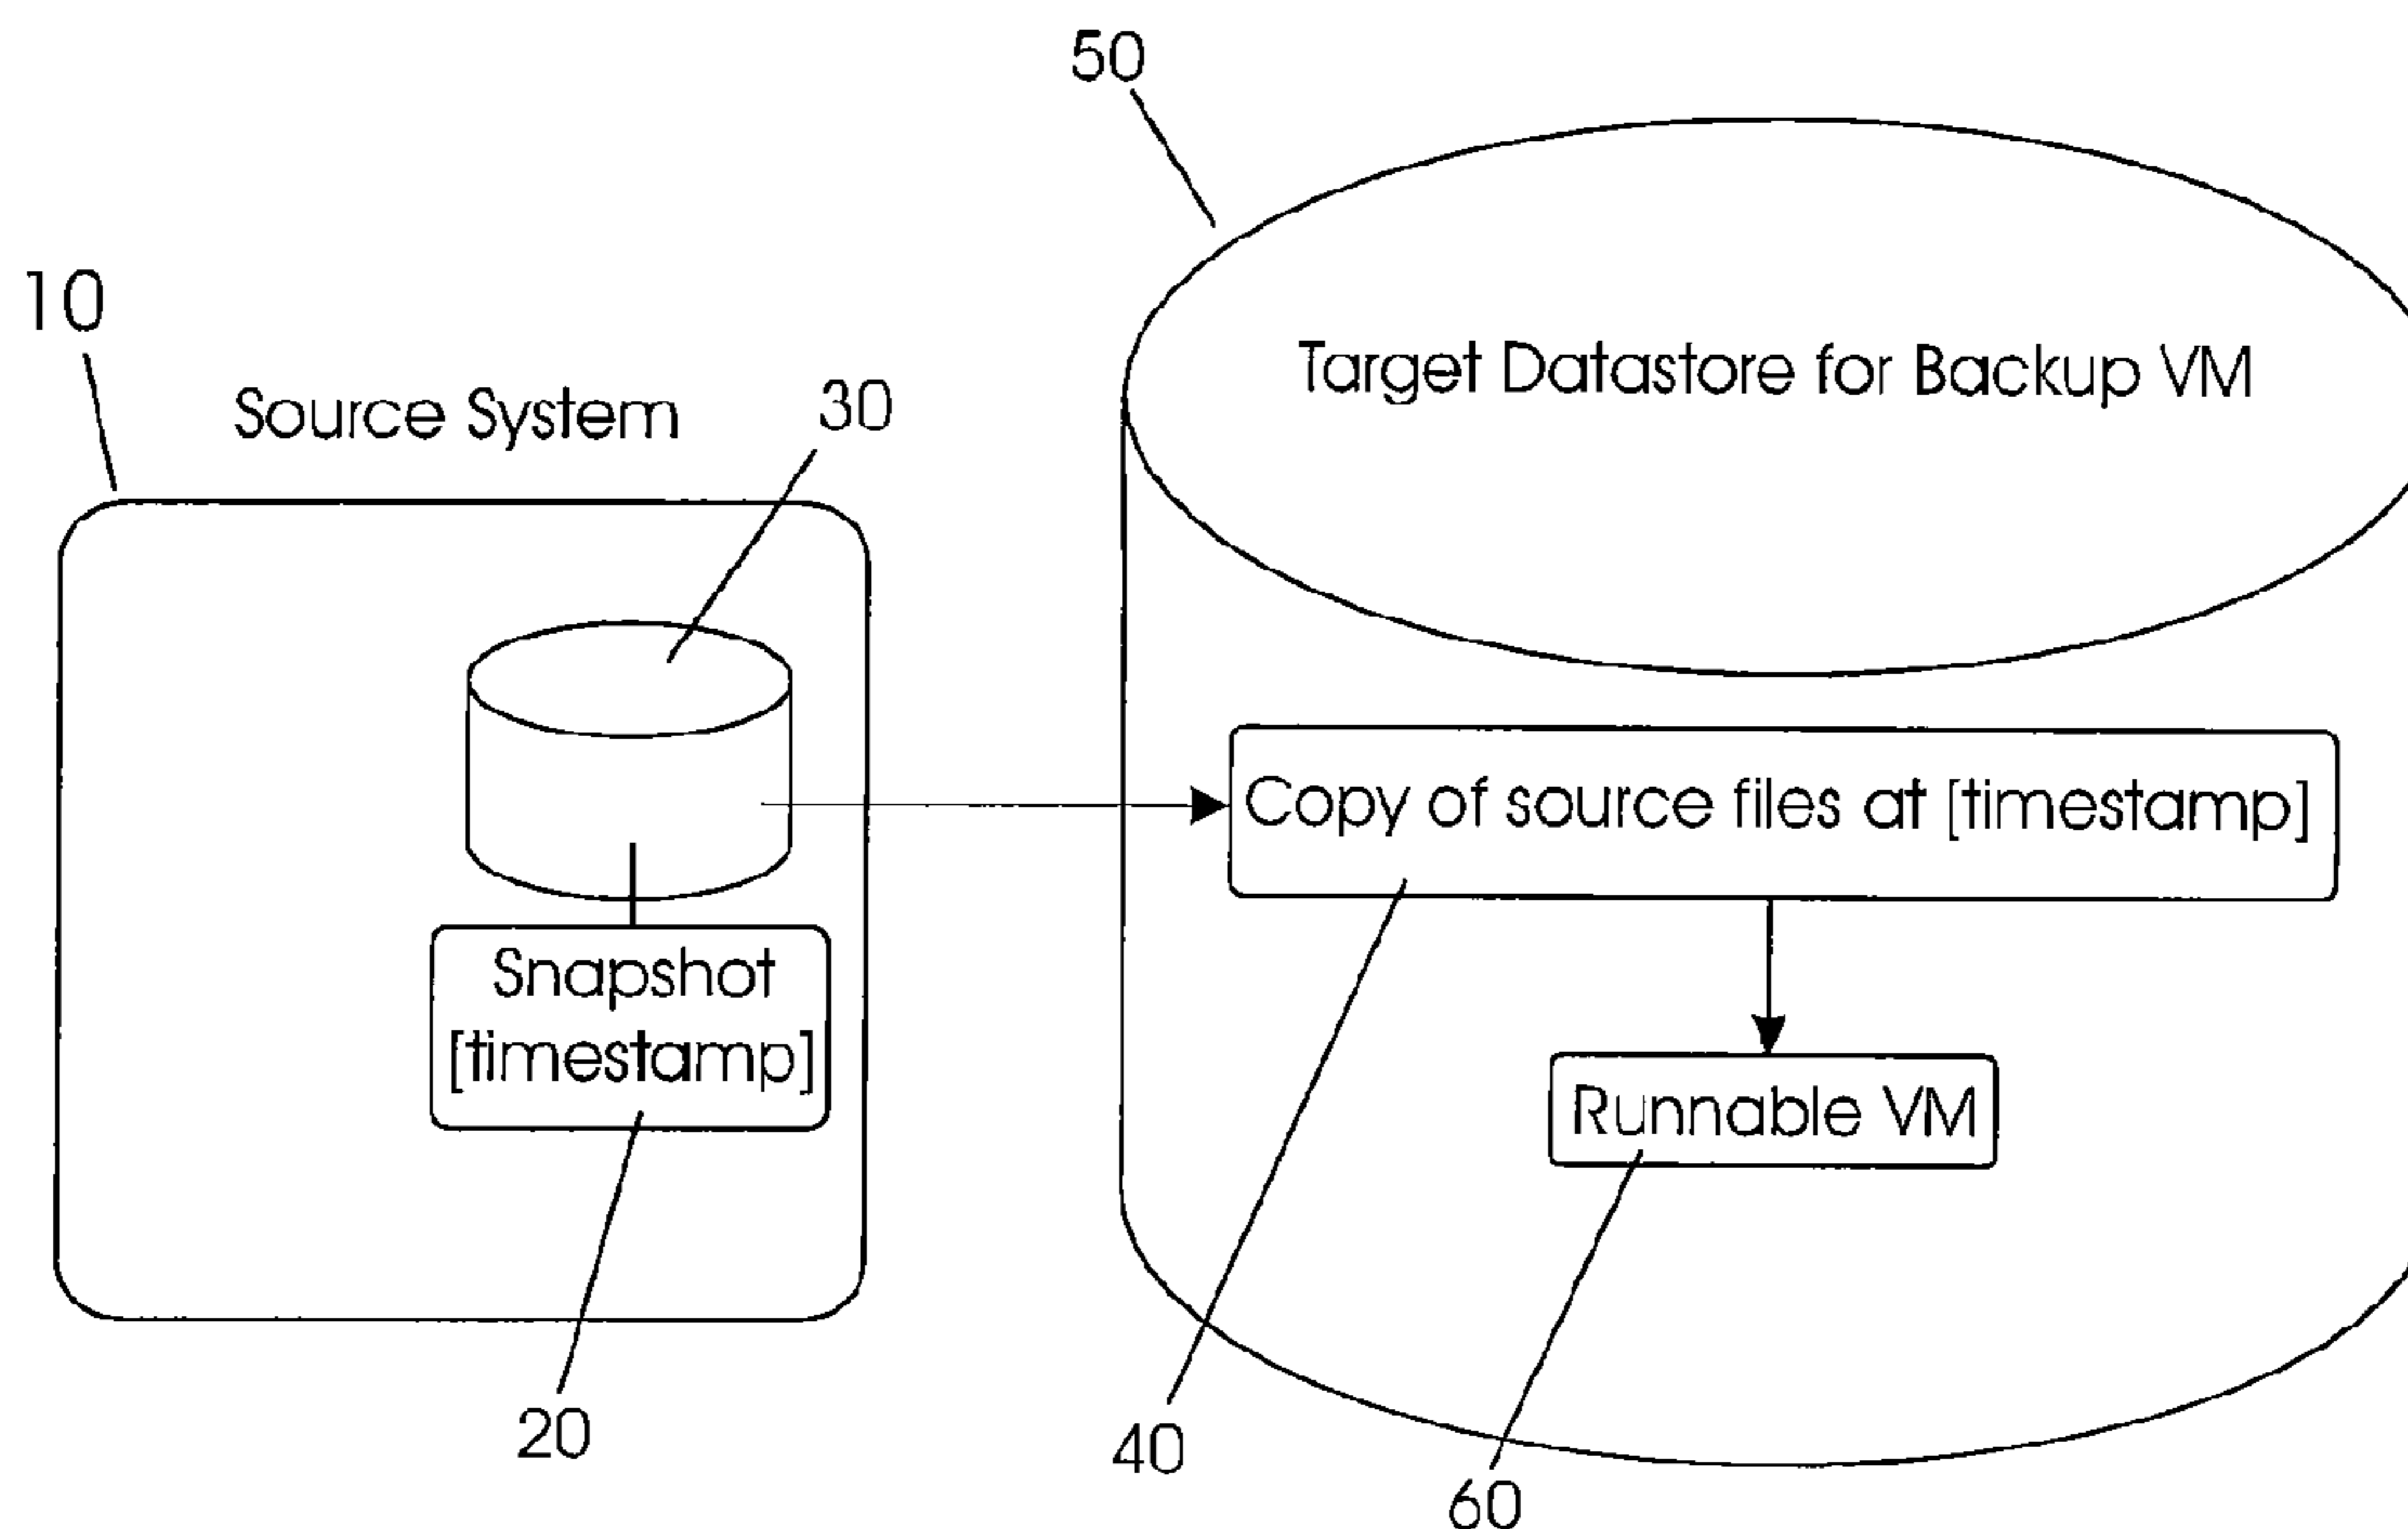 50
10
Source System
30
Target Datastore for Backup VM
Copy of source files at [timestamp]
Snapshot
[timestamp]
Runnable VM
20
40
60